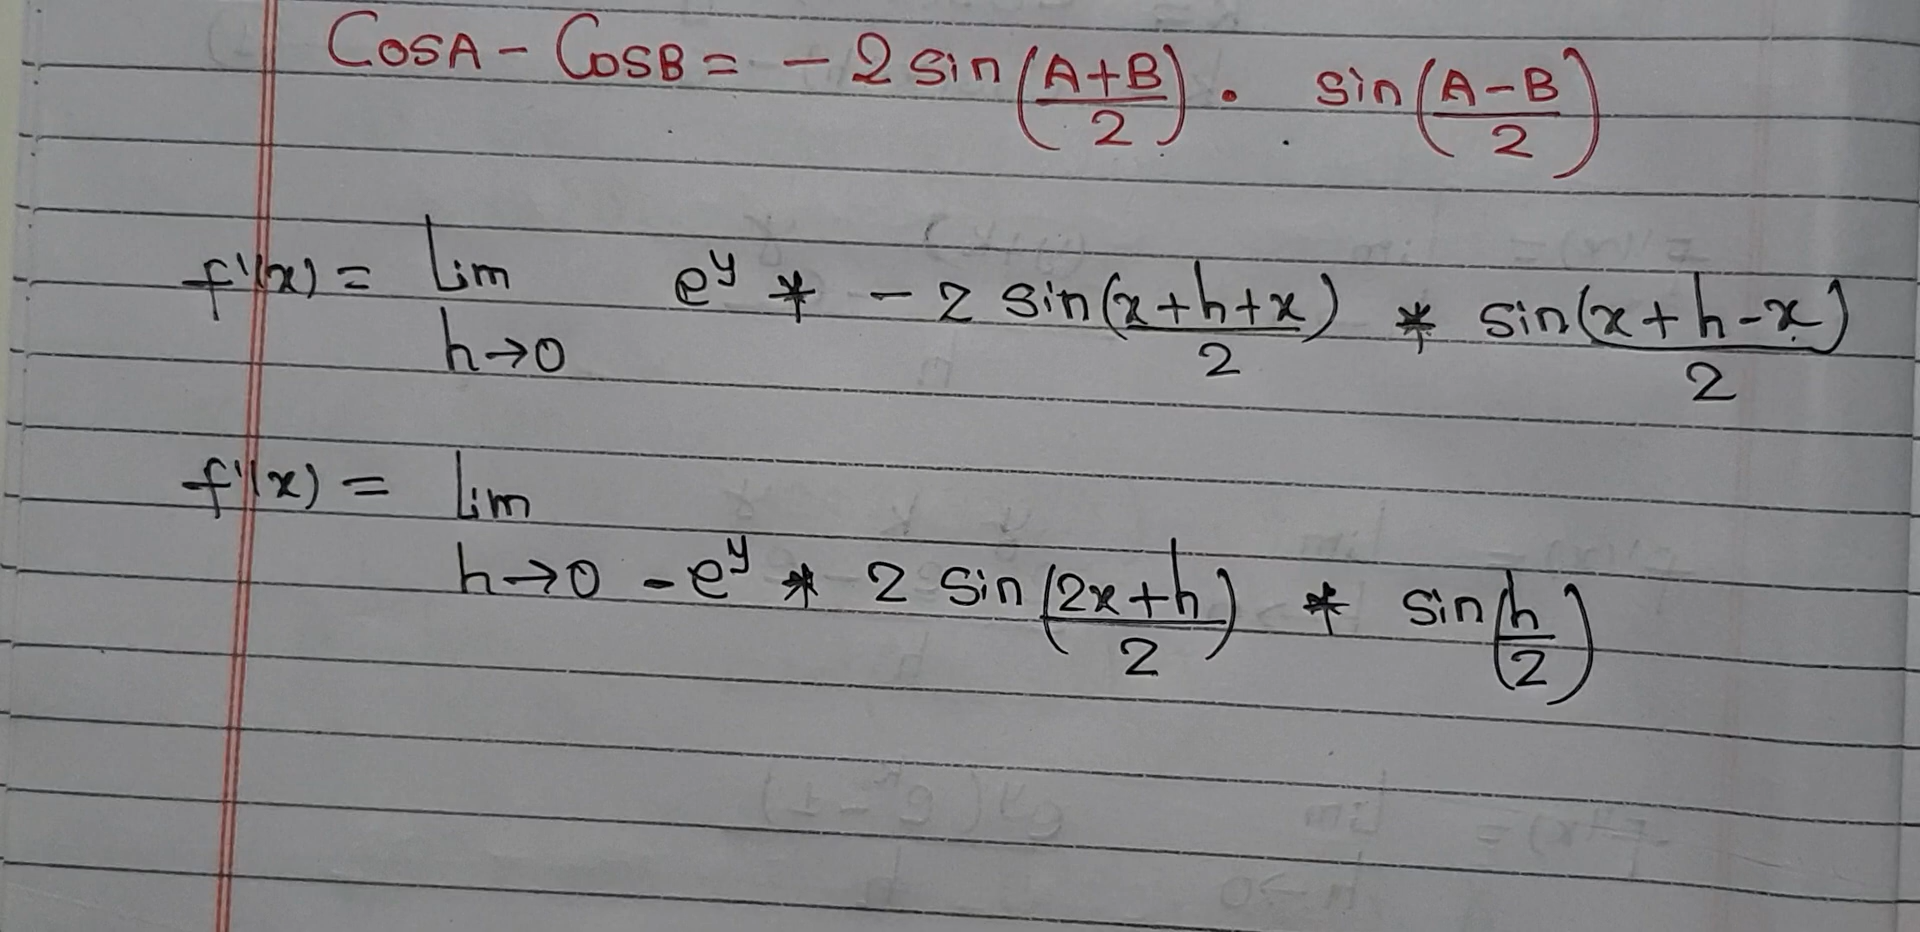 CosA - CosB = - 2 sin (A+B/2) . sin (A-B/2)
f'(x) = Lim h→0 e^y * - 2 sin(x+h+x)/2 * sin(x+h-x)/2
f'(x) = Lim h→0 - e^y * 2 sin (2x+h/2) * sin (h/2)